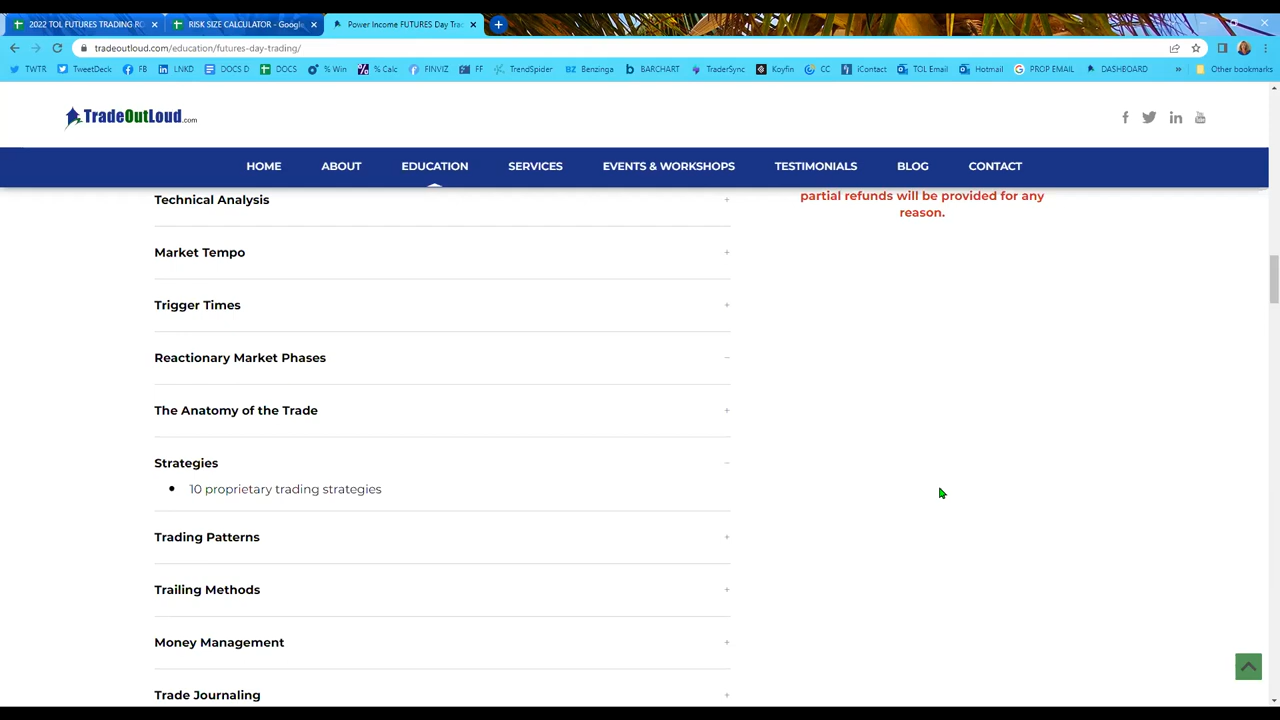 2022 TOL FUTURES TRADING RO
RISK SIZE CALCULATOR - Google
Power Income FUTURES Day Trad
tradeoutloud.com/education/futures-day-trading/
TWTR
TweetDeck
FB
LNKD
DOCS D
DOCS
% Win
% Calc
FINVIZ
FF
TrendSpider
Benzinga
BARCHART
TraderSync
Koyfin
CC
iContact
TOL Email
Hotmail
PROP EMAIL
DASHBOARD
»
Other bookmarks
TradeOutLoud.com
HOME
ABOUT
EDUCATION
SERVICES
EVENTS & WORKSHOPS
TESTIMONIALS
BLOG
CONTACT
partial refunds will be provided for any
reason.
Technical Analysis
Market Tempo
Trigger Times
Reactionary Market Phases
The Anatomy of the Trade
Strategies
• 10 proprietary trading strategies
Trading Patterns
Trailing Methods
Money Management
Trade Journaling